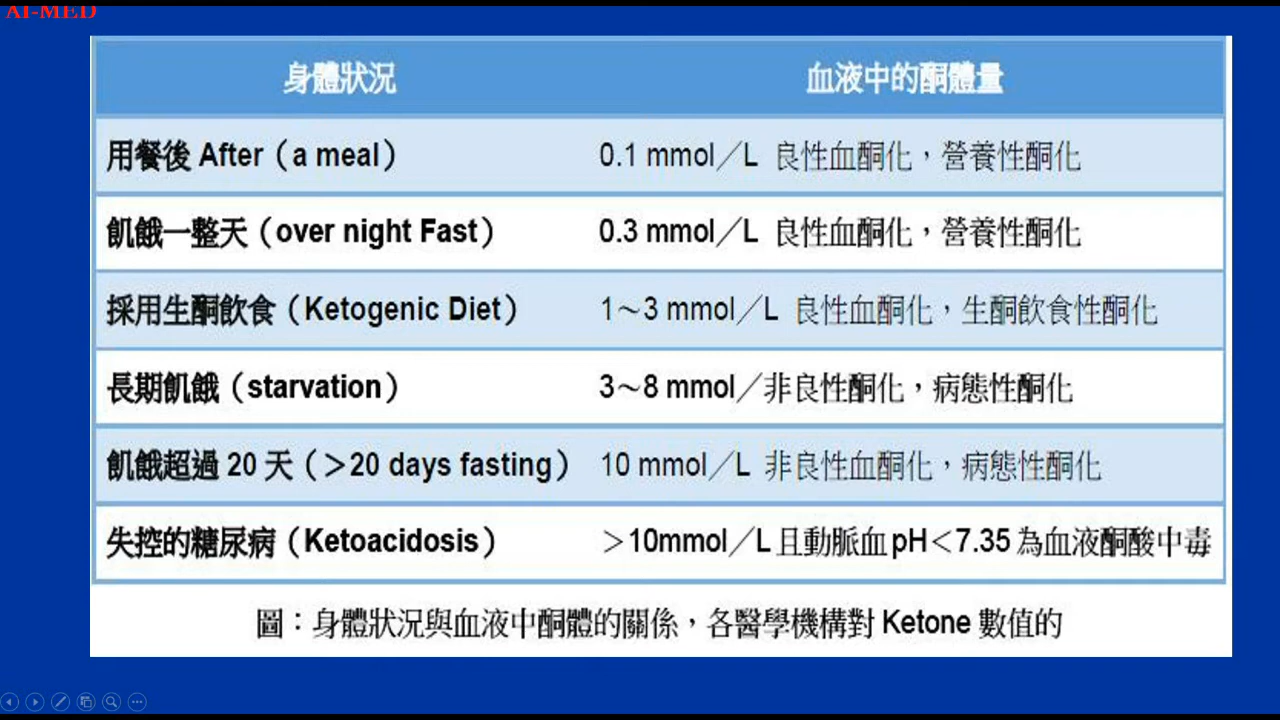 AI-MED
身體狀況 血液中的酮體量
用餐後 After（a meal） 0.1 mmol／L 良性血酮化，營養性酮化
飢餓一整天（over night Fast） 0.3 mmol／L 良性血酮化，營養性酮化
採用生酮飲食（Ketogenic Diet） 1～3 mmol／L 良性血酮化，生酮飲食性酮化
長期飢餓（starvation） 3～8 mmol／非良性酮化，病態性酮化
飢餓超過 20 天（＞20 days fasting） 10 mmol／L 非良性血酮化，病態性酮化
失控的糖尿病（Ketoacidosis） ＞10mmol／L 且動脈血 pH＜7.35 為血液酮酸中毒
圖：身體狀況與血液中酮體的關係，各醫學機構對 Ketone 數值的